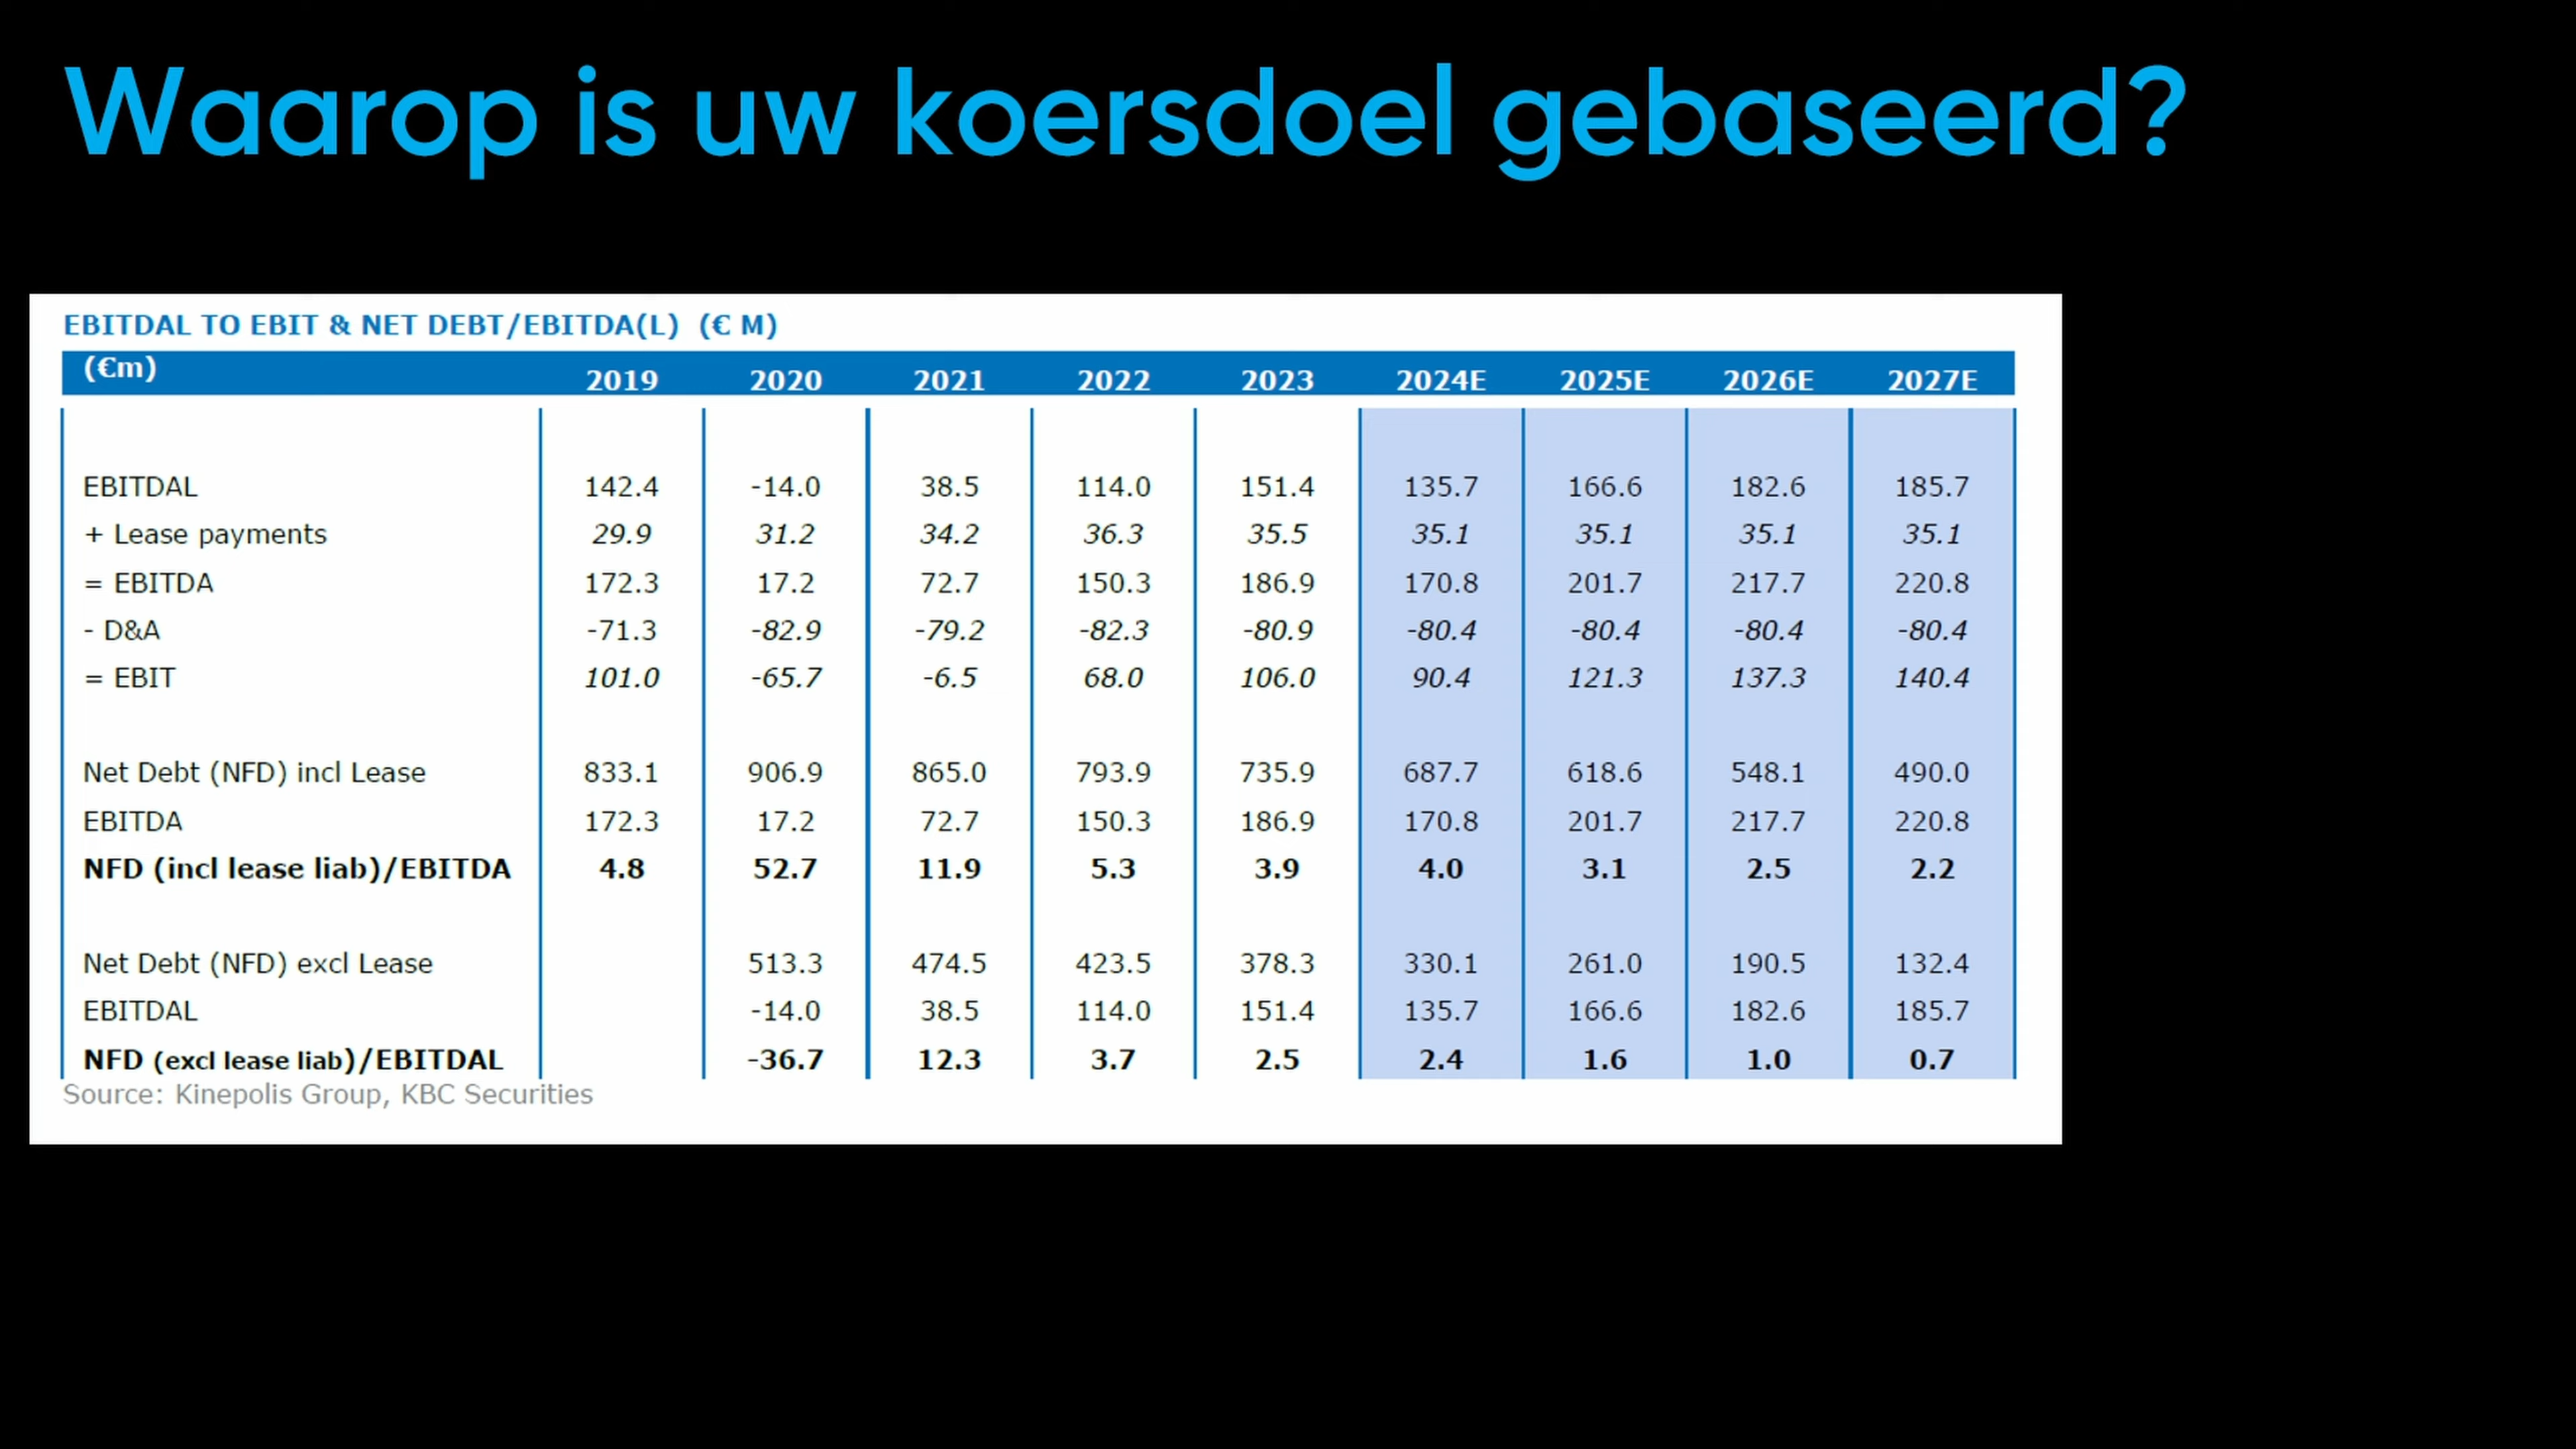 Waarop is uw koersdoel gebaseerd?
EBITDAL TO EBIT & NET DEBT/EBITDA(L) (€ M)
(€m) 2019 2020 2021 2022 2023 2024E 2025E 2026E 2027E
EBITDAL 142.4 -14.0 38.5 114.0 151.4 135.7 166.6 182.6 185.7
+ Lease payments 29.9 31.2 34.2 36.3 35.5 35.1 35.1 35.1 35.1
= EBITDA 172.3 17.2 72.7 150.3 186.9 170.8 201.7 217.7 220.8
- D&A -71.3 -82.9 -79.2 -82.3 -80.9 -80.4 -80.4 -80.4 -80.4
= EBIT 101.0 -65.7 -6.5 68.0 106.0 90.4 121.3 137.3 140.4
Net Debt (NFD) incl Lease 833.1 906.9 865.0 793.9 735.9 687.7 618.6 548.1 490.0
EBITDA 172.3 17.2 72.7 150.3 186.9 170.8 201.7 217.7 220.8
NFD (incl lease liab)/EBITDA 4.8 52.7 11.9 5.3 3.9 4.0 3.1 2.5 2.2
Net Debt (NFD) excl Lease 513.3 474.5 423.5 378.3 330.1 261.0 190.5 132.4
EBITDAL -14.0 38.5 114.0 151.4 135.7 166.6 182.6 185.7
NFD (excl lease liab)/EBITDAL -36.7 12.3 3.7 2.5 2.4 1.6 1.0 0.7
Source: Kinepolis Group, KBC Securities